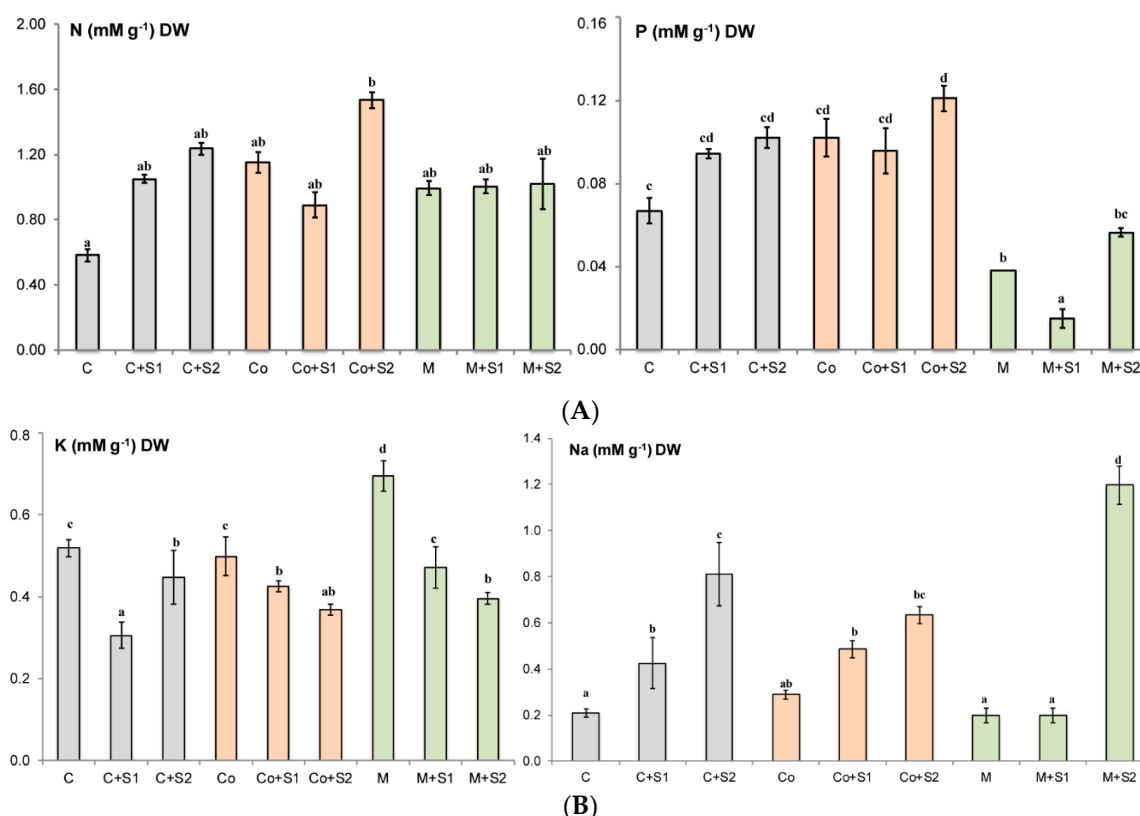 N (mM g⁻¹) DW
2.00
1.60
1.20
0.80
0.40
0.00
a
ab
ab
ab
ab
b
ab
ab
ab
C C+S1 C+S2 Co Co+S1 Co+S2 M M+S1 M+S2
P (mM g⁻¹) DW
0.16
0.12
0.08
0.04
0.00
c
cd
cd
cd
cd
d
b
a
bc
C C+S1 C+S2 Co Co+S1 Co+S2 M M+S1 M+S2
(A)
K (mM g⁻¹) DW
0.8
0.6
0.4
0.2
0.0
c
a
b
c
b
ab
d
c
b
C C+S1 C+S2 Co Co+S1 Co+S2 M M+S1 M+S2
Na (mM g⁻¹) DW
1.4
1.2
1.0
0.8
0.6
0.4
0.2
0.0
a
b
c
ab
b
bc
a
a
d
C C+S1 C+S2 Co Co+S1 Co+S2 M M+S1 M+S2
(B)